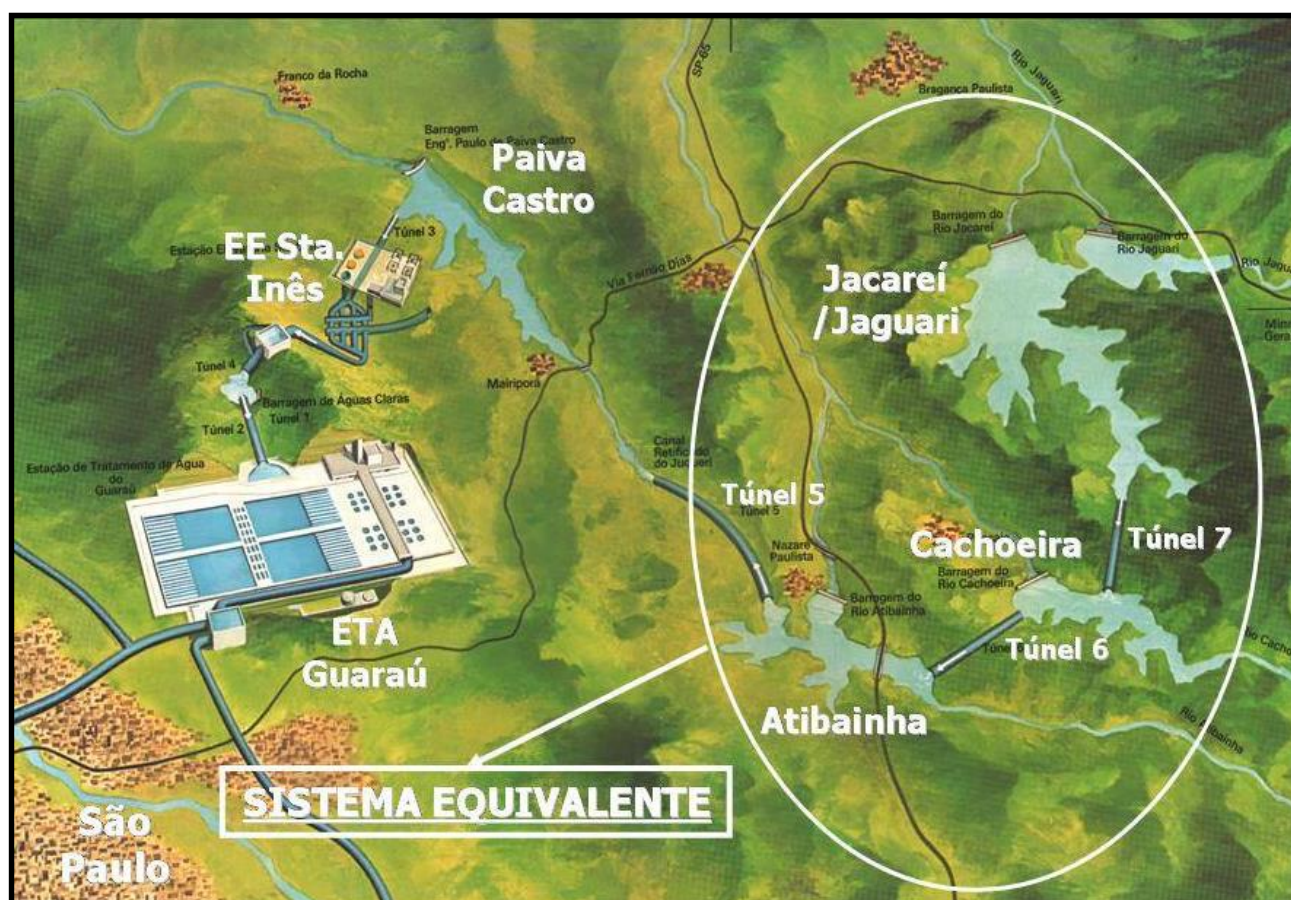 Franco da Rocha
Barragem
Engº. Paulo de Paiva Castro
Paiva
Castro
Túnel 3
EE Sta.
Inês
Túnel 4
Barragem de Águas Claras
Túnel 1
Túnel 2
Estação de Tratamento de Água
do
Guaraú
ETA
Guaraú
São
Paulo
SISTEMA EQUIVALENTE
SP-65
Bragança Paulista
Rio Jaguari
Via Fernão Dias
Mairiporã
Canal
Retificado
do Juqueri
Túnel 5
Túnel 5
Nazaré
Paulista
Barragem do
Rio Jacareí
Barragem do
Rio Jaguari
Jacareí
/Jaguari
Cachoeira
Túnel 7
Barragem do
Rio Cachoeira
Barragem do
Rio Atibainha
Túnel 6
Atibainha
Rio Atibainha